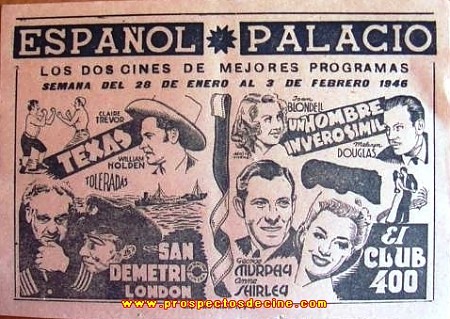 ESPAÑOL Y PALACIO
LOS DOS CINES DE MEJORES PROGRAMAS
SEMANA DEL 28 DE ENERO AL 3 DE FEBRERO 1946
CLAIRE
TREVOR
TEXAS
WILLIAM
HOLDEN
TOLERADAS
SAN
DEMETRIO
LONDON
Joan
BLONDELL
UN HOMBRE
INVEROSIMIL
Melvyn
DOUGLAS
George
MURPHY
Anne
SHIRLEY
El
CLUB
400
www.prospectosdecine.com